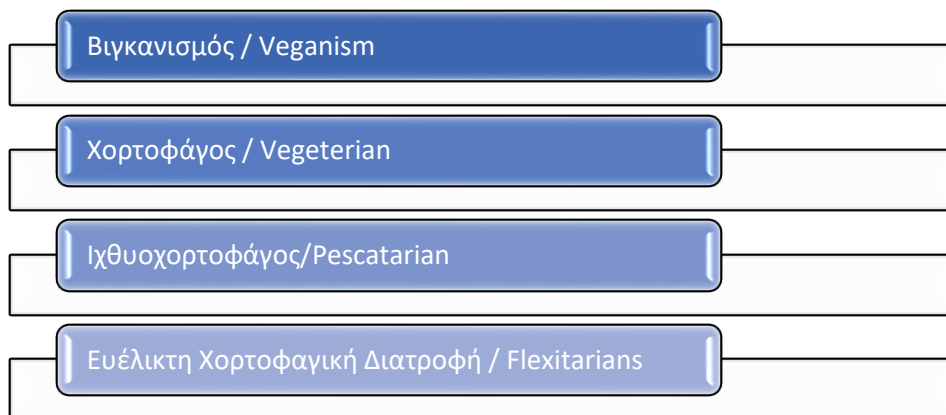 Βιγκανισμός / Veganism
Χορτοφάγος / Vegeterian
Ιχθυοχορτοφάγος/Pescatarian
Ευέλικτη Χορτοφαγική Διατροφή / Flexitarians